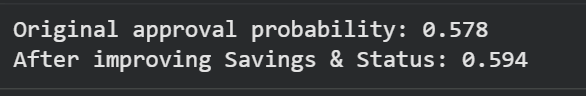 Original approval probability: 0.578
After improving Savings & Status: 0.594